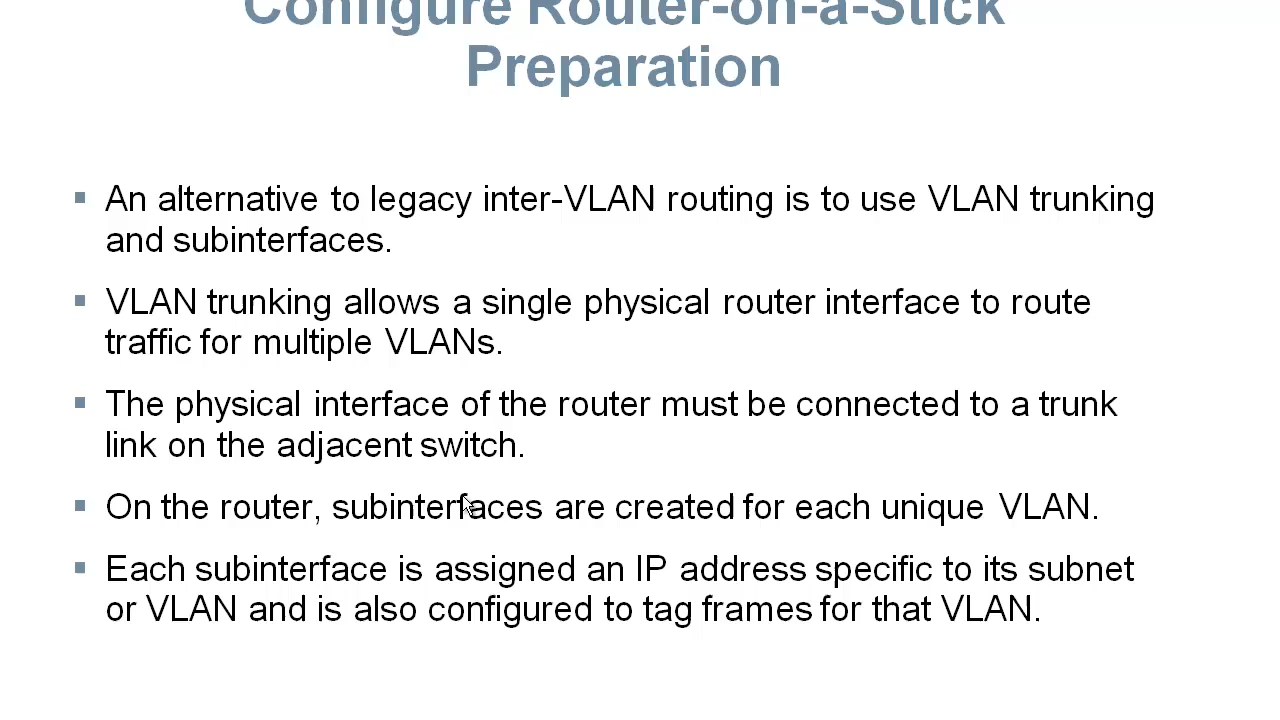 Configure Router-on-a-Stick
Preparation
An alternative to legacy inter-VLAN routing is to use VLAN trunking
and subinterfaces.
VLAN trunking allows a single physical router interface to route
traffic for multiple VLANs.
The physical interface of the router must be connected to a trunk
link on the adjacent switch.
On the router, subinterfaces are created for each unique VLAN.
Each subinterface is assigned an IP address specific to its subnet
or VLAN and is also configured to tag frames for that VLAN.